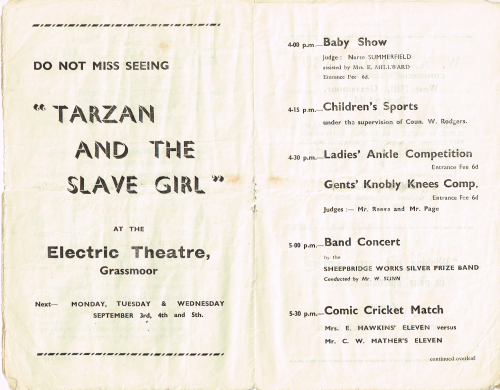 DO NOT MISS SEEING
“TARZAN
AND THE
SLAVE GIRL”
AT THE
Electric Theatre,
Grassmoor
Next— MONDAY, TUESDAY & WEDNESDAY
SEPTEMBER 3rd, 4th and 5th.
4-00 p.m.—Baby Show
Judge: Nurse SUMMERFIELD
assisted by Mrs. E. MILLWARD
Entrance Fee 6d.
4-15 p.m.—Children's Sports
under the supervision of Coun. W. Rodgers.
4-30 p.m.—Ladies' Ankle Competition
Entrance Fee 6d
Gents' Knobly Knees Comp.
Entrance Fee 6d
Judges :— Mr. Reeva and Mr. Page
5-00 p.m.—Band Concert
by the
SHEEPBRIDGE WORKS SILVER PRIZE BAND
Conducted by Mr. W.
5-30 p.m.—Comic Cricket Match
Mrs. E. HAWKINS' ELEVEN versus
Mr. C. W. MATHER'S ELEVEN
continued overleaf